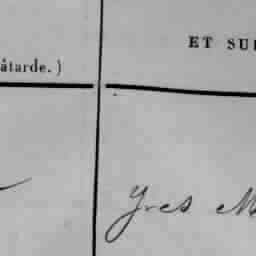 ET SU
âtarde.)
Yves M